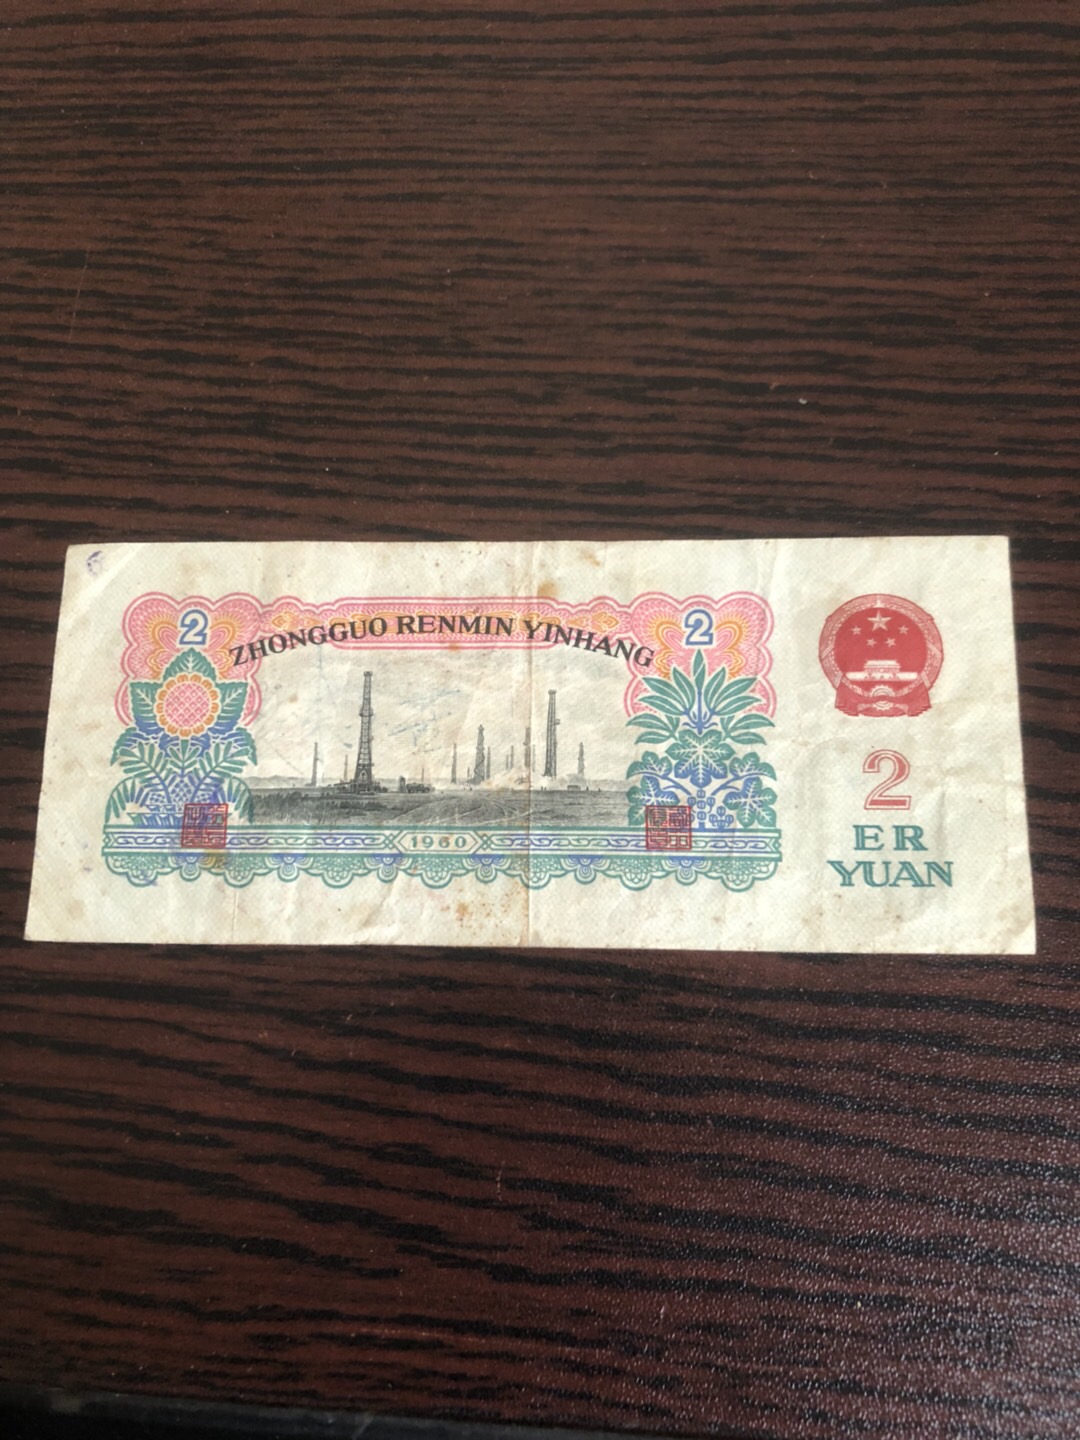 2
2
ZHONGGUO RENMIN YINHANG
1960
2
ER
YUAN